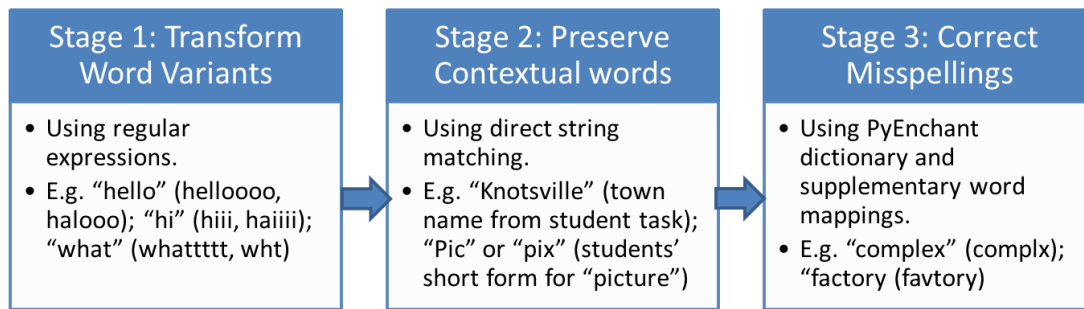 Stage 1: Transform
Word Variants
• Using regular
expressions.
• E.g. “hello” (helloooo,
halooo); “hi” (hiii, haiiii);
“what” (whattttt, wht)
Stage 2: Preserve
Contextual words
• Using direct string
matching.
• E.g. “Knotsville” (town
name from student task);
“Pic” or “pix” (students’
short form for “picture”)
Stage 3: Correct
Misspellings
• Using PyEnchant
dictionary and
supplementary word
mappings.
• E.g. “complex” (complx);
“factory (favtory)